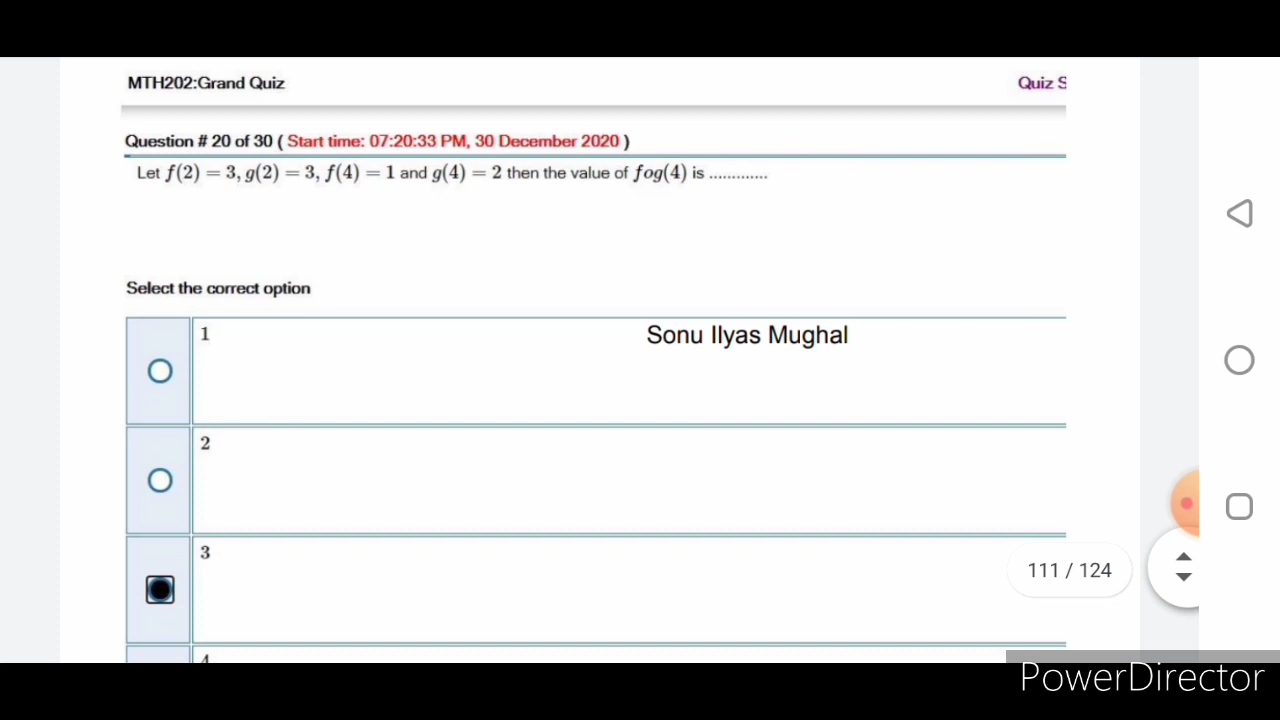 MTH202:Grand Quiz
Quiz S
Question # 20 of 30 ( Start time: 07:20:33 PM, 30 December 2020 )
Let f(2) = 3, g(2) = 3, f(4) = 1 and g(4) = 2 then the value of fog(4) is .............
Select the correct option
1
Sonu Ilyas Mughal
2
3
111 / 124
4
PowerDirector